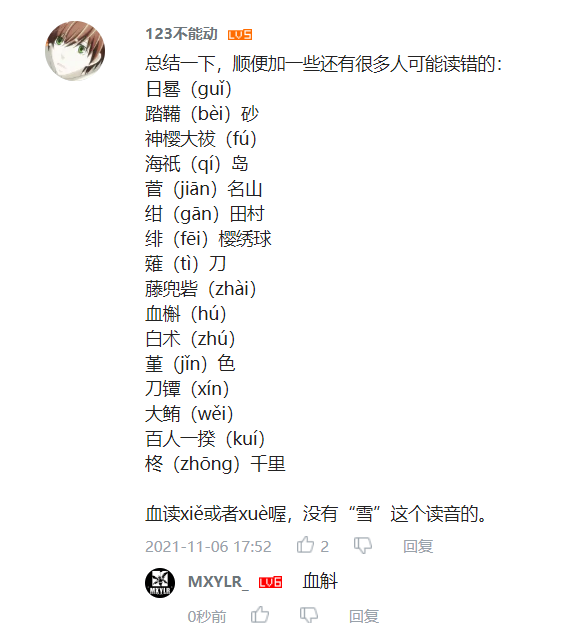 123不能动 LV5
总结一下，顺便加一些还有很多人可能读错的：
日晷（guǐ）
踏鞴（bèi）砂
神樱大祓（fú）
海祇（qí）岛
菅（jiān）名山
绀（gān）田村
绯（fēi）樱绣球
薙（tì）刀
藤兜砦（zhài）
血槲（hú）
白术（zhú）
堇（jǐn）色
刀镡（xín）
大鲔（wěi）
百人一揆（kuí）
柊（zhōng）千里
血读xiě或者xuè喔，没有“雪”这个读音的。
2021-11-06 17:52 2 回复
MXYLR_ LV6 血斛
0秒前 回复